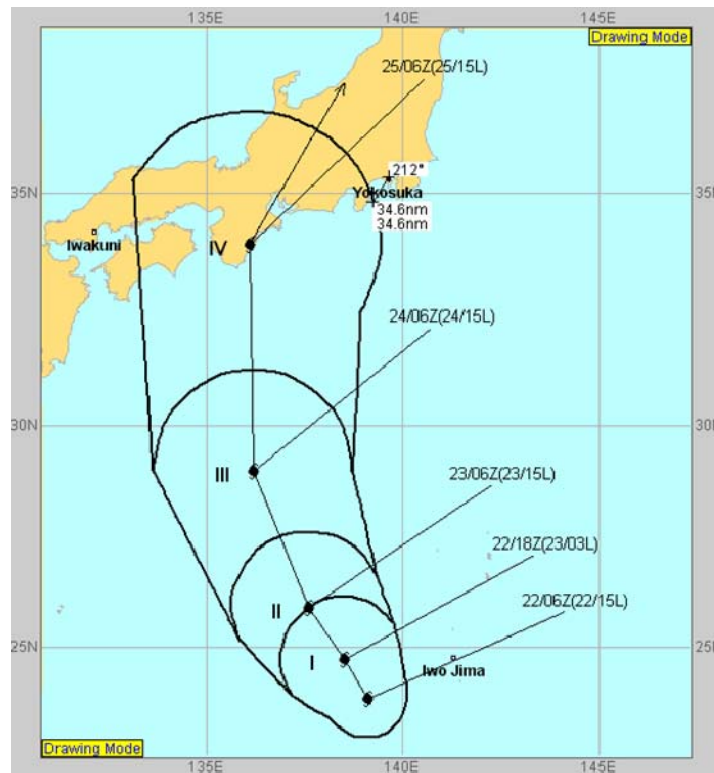 135E
140E
145E
Drawing Mode
25/06Z(25/15L)
212°
35N
35N
Yokosuka
34.6nm
34.6nm
Iwakuni
IV
24/06Z(24/15L)
30N
30N
III
23/06Z(23/15L)
22/18Z(23/03L)
22/06Z(22/15L)
II
25N
I
Iwo Jima
Drawing Mode
135E
140E
145E